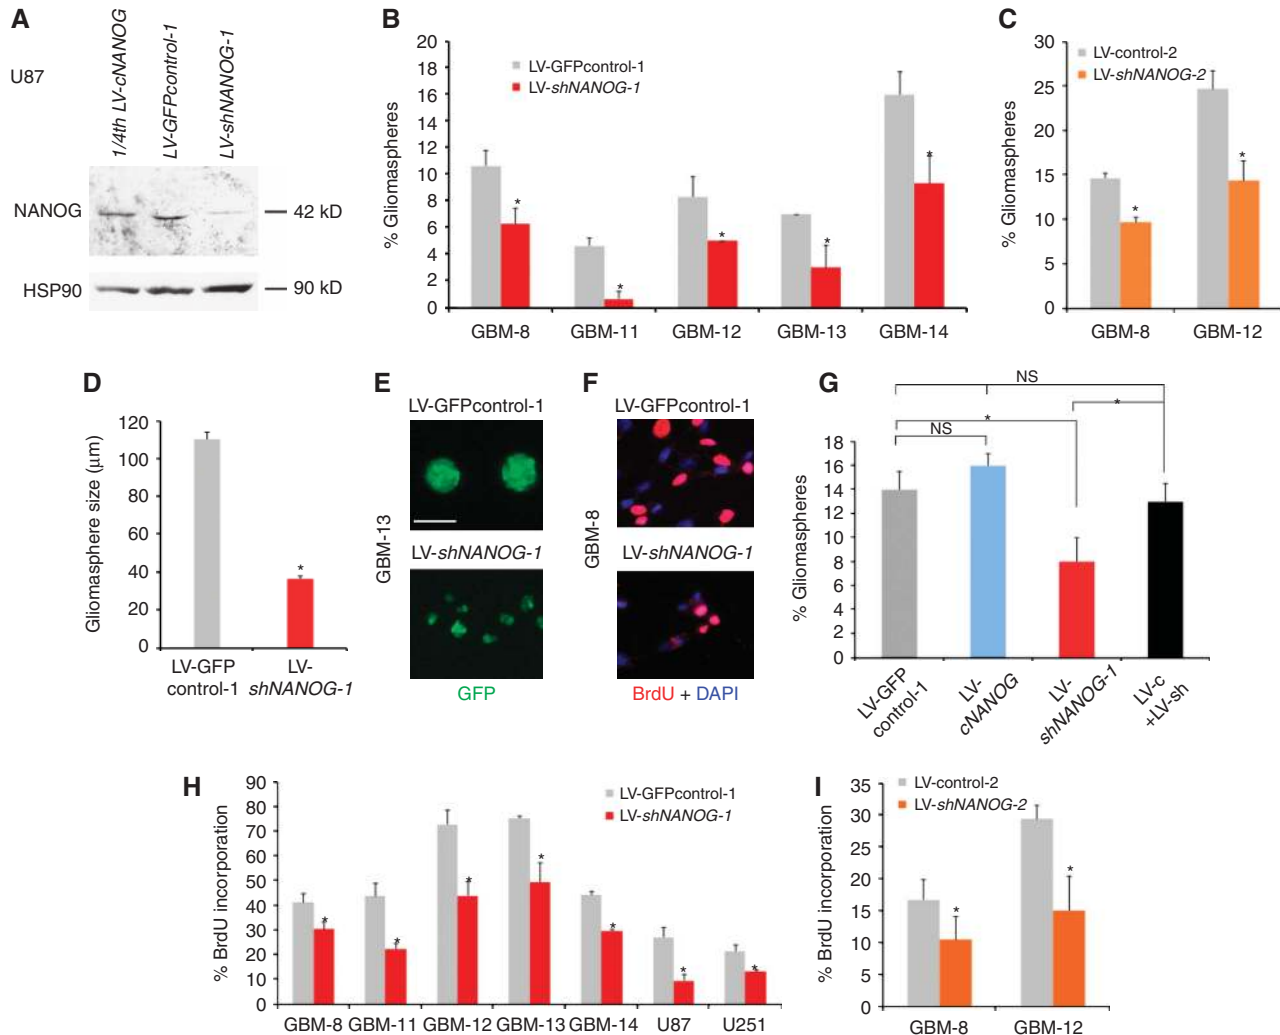 A
U87
1/4th LV-cNANOG
LV-GFPcontrol-1
LV-shNANOG-1
NANOG
42 kD
HSP90
90 kD
B
% Gliomaspheres
20
18
16
14
12
10
8
6
4
2
0
LV-GFPcontrol-1
LV-shNANOG-1
*
*
*
*
*
GBM-8
GBM-11
GBM-12
GBM-13
GBM-14
C
% Gliomaspheres
30
25
20
15
10
5
0
LV-control-2
LV-shNANOG-2
*
*
GBM-8
GBM-12
D
Gliomasphere size (μm)
120
100
80
60
40
20
0
*
LV-GFP
control-1
LV-
shNANOG-1
E
GBM-13
LV-GFPcontrol-1
LV-shNANOG-1
GFP
F
GBM-8
LV-GFPcontrol-1
LV-shNANOG-1
BrdU + DAPI
G
NS
*
*
NS
% Gliomaspheres
18
16
14
12
10
8
6
4
2
0
LV-GFP
control-1
LV-
cNANOG
LV-
shNANOG-1
LV-c
+LV-sh
H
% BrdU incorporation
90
80
70
60
50
40
30
20
10
0
LV-GFPcontrol-1
LV-shNANOG-1
*
*
*
*
*
*
*
GBM-8
GBM-11
GBM-12
GBM-13
GBM-14
U87
U251
I
% BrdU incorporation
35
30
25
20
15
10
5
0
LV-control-2
LV-shNANOG-2
*
*
GBM-8
GBM-12